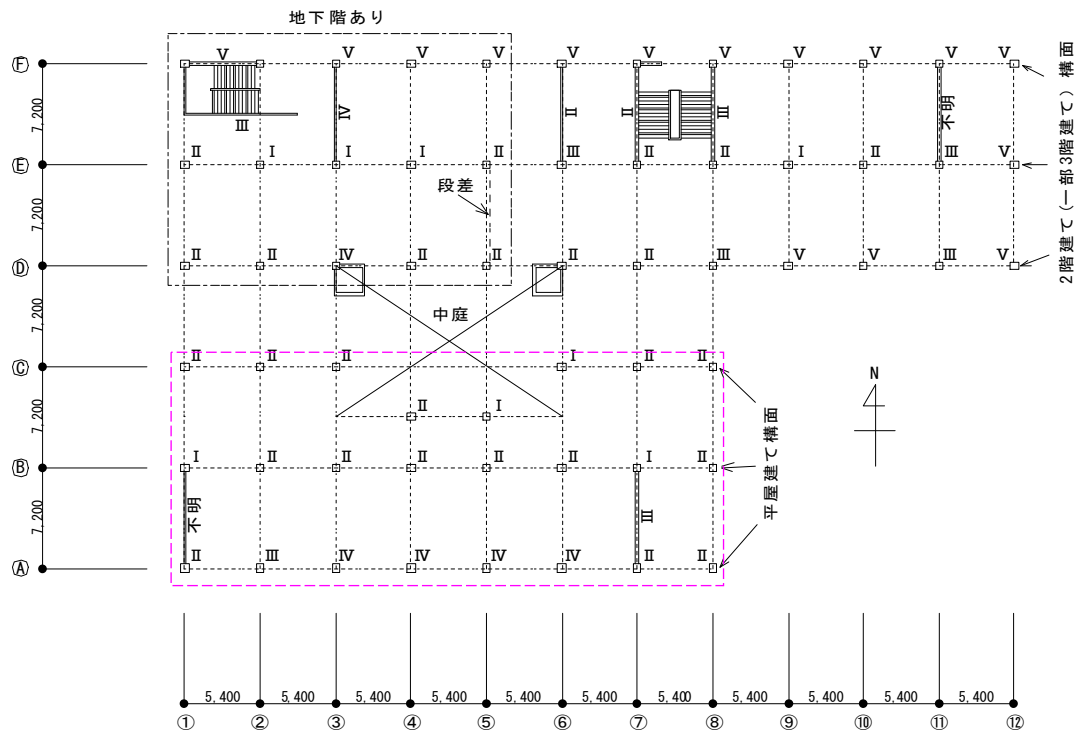 地下階あり
Ⅴ Ⅴ Ⅴ Ⅴ Ⅴ Ⅴ Ⅴ Ⅴ Ⅴ Ⅴ Ⅴ
Ⓕ
Ⅲ Ⅳ Ⅱ Ⅱ Ⅲ 不明
7,200
Ⅱ Ⅰ Ⅰ Ⅰ Ⅱ Ⅲ Ⅱ Ⅱ Ⅰ Ⅱ Ⅲ Ⅴ
Ⓔ
段差
7,200
Ⅱ Ⅱ Ⅳ Ⅱ Ⅱ Ⅱ Ⅱ Ⅲ Ⅴ Ⅴ Ⅲ Ⅴ
Ⓓ
2階建て(一部3階建て) 構面
中庭
7,200
Ⅱ Ⅱ Ⅱ Ⅰ Ⅱ Ⅱ
Ⓒ
N
Ⅱ Ⅰ
7,200
平屋建て構面
Ⅰ Ⅱ Ⅱ Ⅱ Ⅱ Ⅱ Ⅰ Ⅱ
Ⓑ
不明 Ⅲ
7,200
Ⅱ Ⅲ Ⅳ Ⅳ Ⅳ Ⅳ Ⅱ Ⅱ
Ⓐ
5,400 5,400 5,400 5,400 5,400 5,400 5,400 5,400 5,400 5,400 5,400
① ② ③ ④ ⑤ ⑥ ⑦ ⑧ ⑨ ⑩ ⑪ ⑫